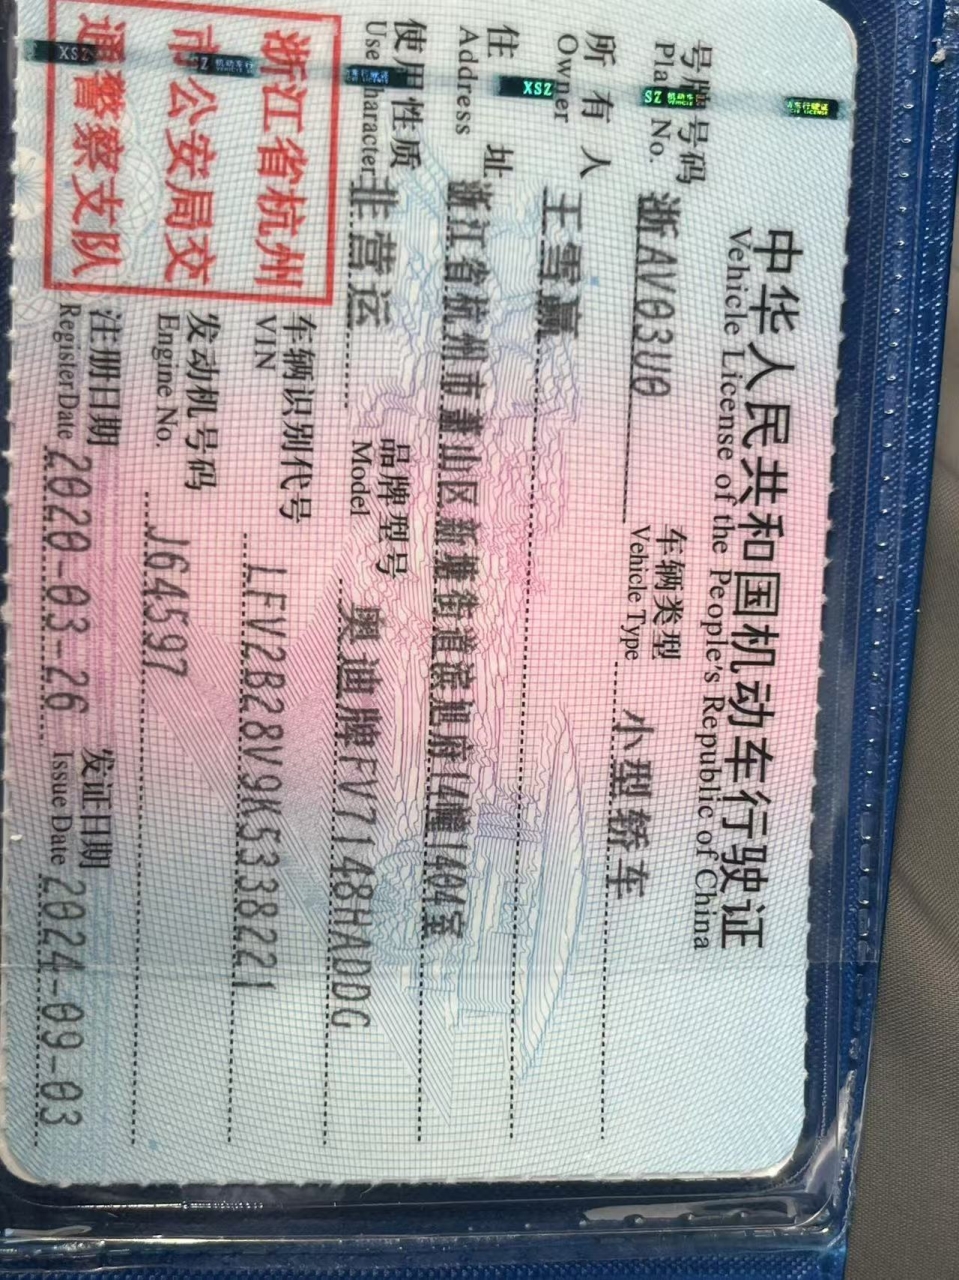 中华人民共和国机动车行驶证
Vehicle License of the People's Republic of China
号牌号码 浙AV03U0 车辆类型 小型轿车
Plate No. Vehicle Type
所有人 王雪赢
Owner
住址 浙江省杭州市萧山区新塘街道滨旭府14幢1404室
Address
使用性质 非营运 品牌型号 奥迪牌FV7148HADDG
Use Character Model
浙江省杭州
市公安局交
通警察支队
车辆识别代号 LFV2B28V9K5338221
VIN
发动机号码 J64597
Engine No.
注册日期 2020-03-26 发证日期 2024-09-03
Register Date Issue Date